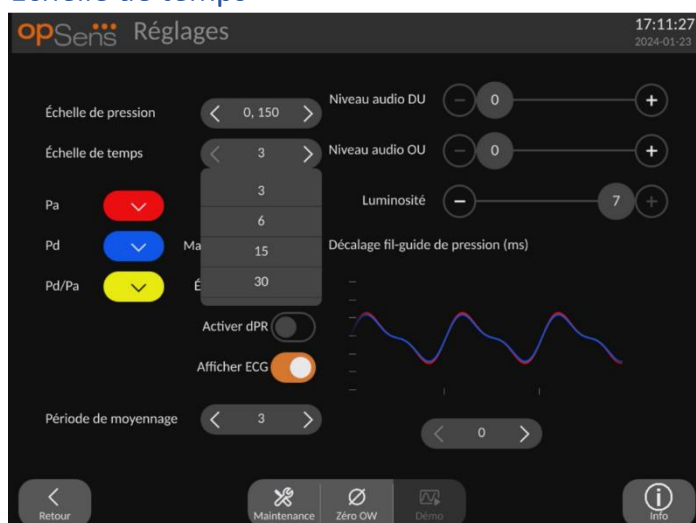 opSens Réglages
17:11:27
2024-01-23
Échelle de pression
0, 150
Niveau audio DU
0
Échelle de temps
3
Niveau audio OU
0
3
6
15
30
Luminosité
7
Pa
Pd
Ma
Décalage fil-guide de pression (ms)
Pd/Pa
É
Activer dPR
Afficher ECG
Période de moyennage
3
0
Retour
Maintenance
Zéro OW
Démo
Info